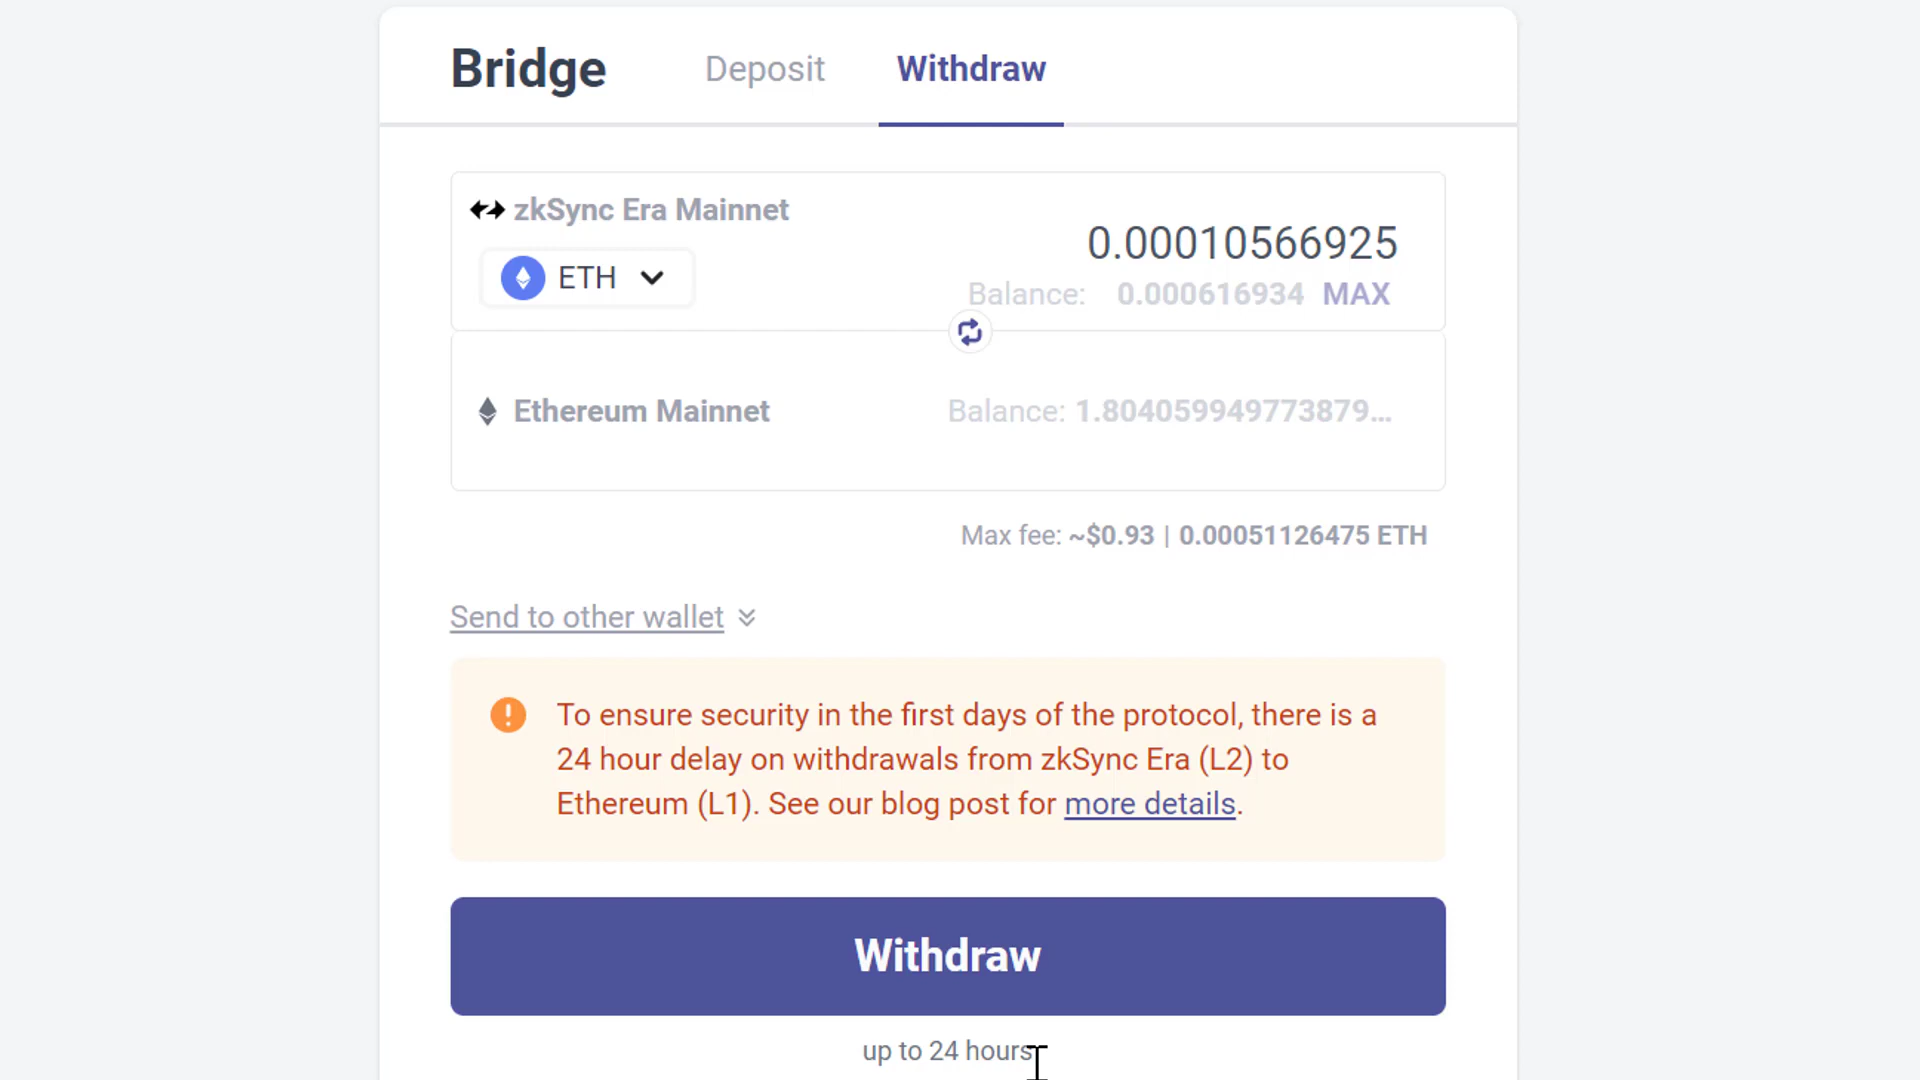 Bridge Deposit Withdraw
zkSync Era Mainnet
0.00010566925
ETH
Balance: 0.000616934 MAX
Ethereum Mainnet Balance: 1.804059949773879...
Max fee: ~$0.93 | 0.00051126475 ETH
Send to other wallet
To ensure security in the first days of the protocol, there is a
24 hour delay on withdrawals from zkSync Era (L2) to
Ethereum (L1). See our blog post for more details.
Withdraw
up to 24 hours